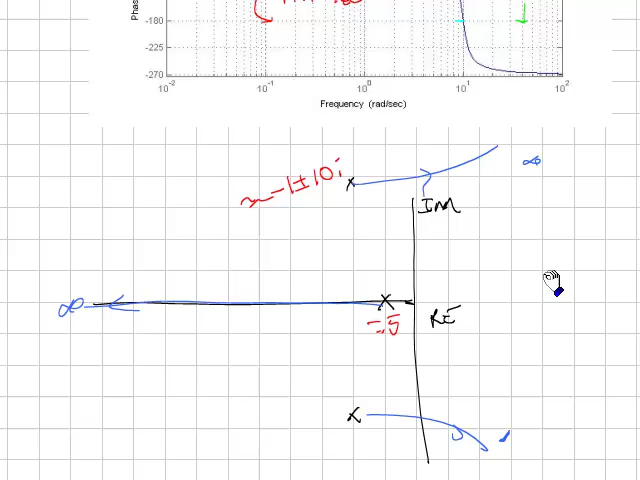 Phas
-180
-225
-270
10^-2
10^-1
10^0
10^1
10^2
Frequency (rad/sec)
~ -1±10i
∞
Im
∞
RE
-.5